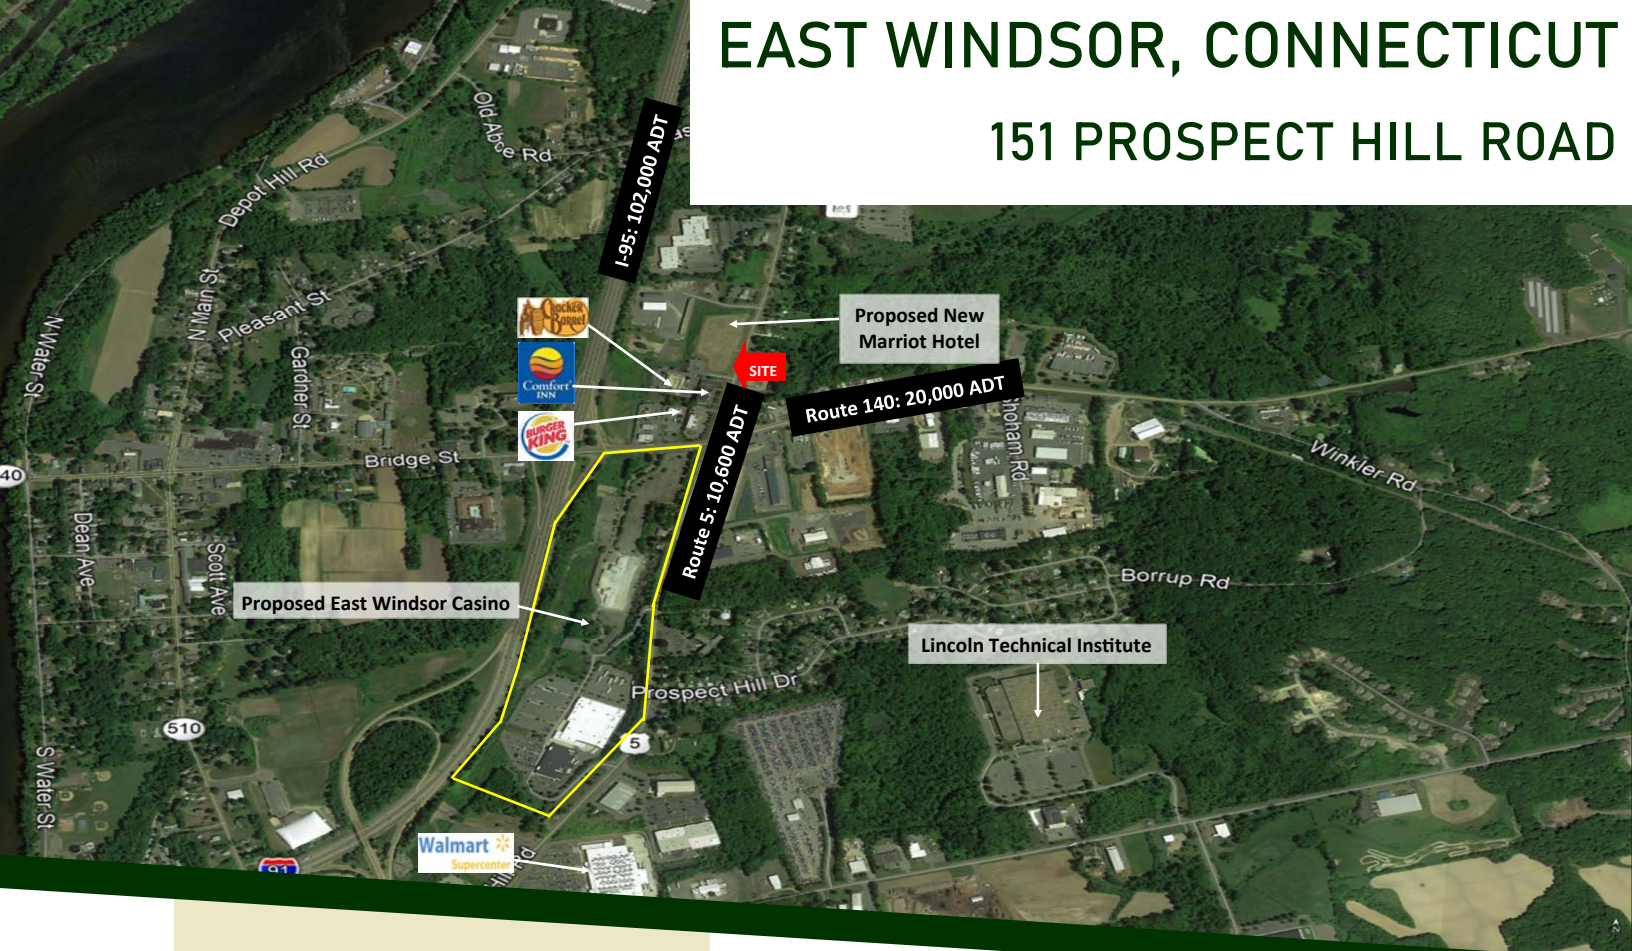 EAST WINDSOR, CONNECTICUT
151 PROSPECT HILL ROAD
Old Abbe Rd
I-95: 102,000 ADT
Depot Hill Rd
N Main St
Pleasant St
N Water St
Gardner St
Cracker
Barrel
Comfort
INN
BURGER
KING
Proposed New
Marriot Hotel
SITE
Route 140: 20,000 ADT
Route 5: 10,600 ADT
Shoham Rd
Winkler Rd
Bridge St
40
Dean Ave
Scott Ave
Borrup Rd
Proposed East Windsor Casino
Lincoln Technical Institute
Prospect Hill Dr
510
5
S Water St
Walmart
Supercenter
Hill Rd
91